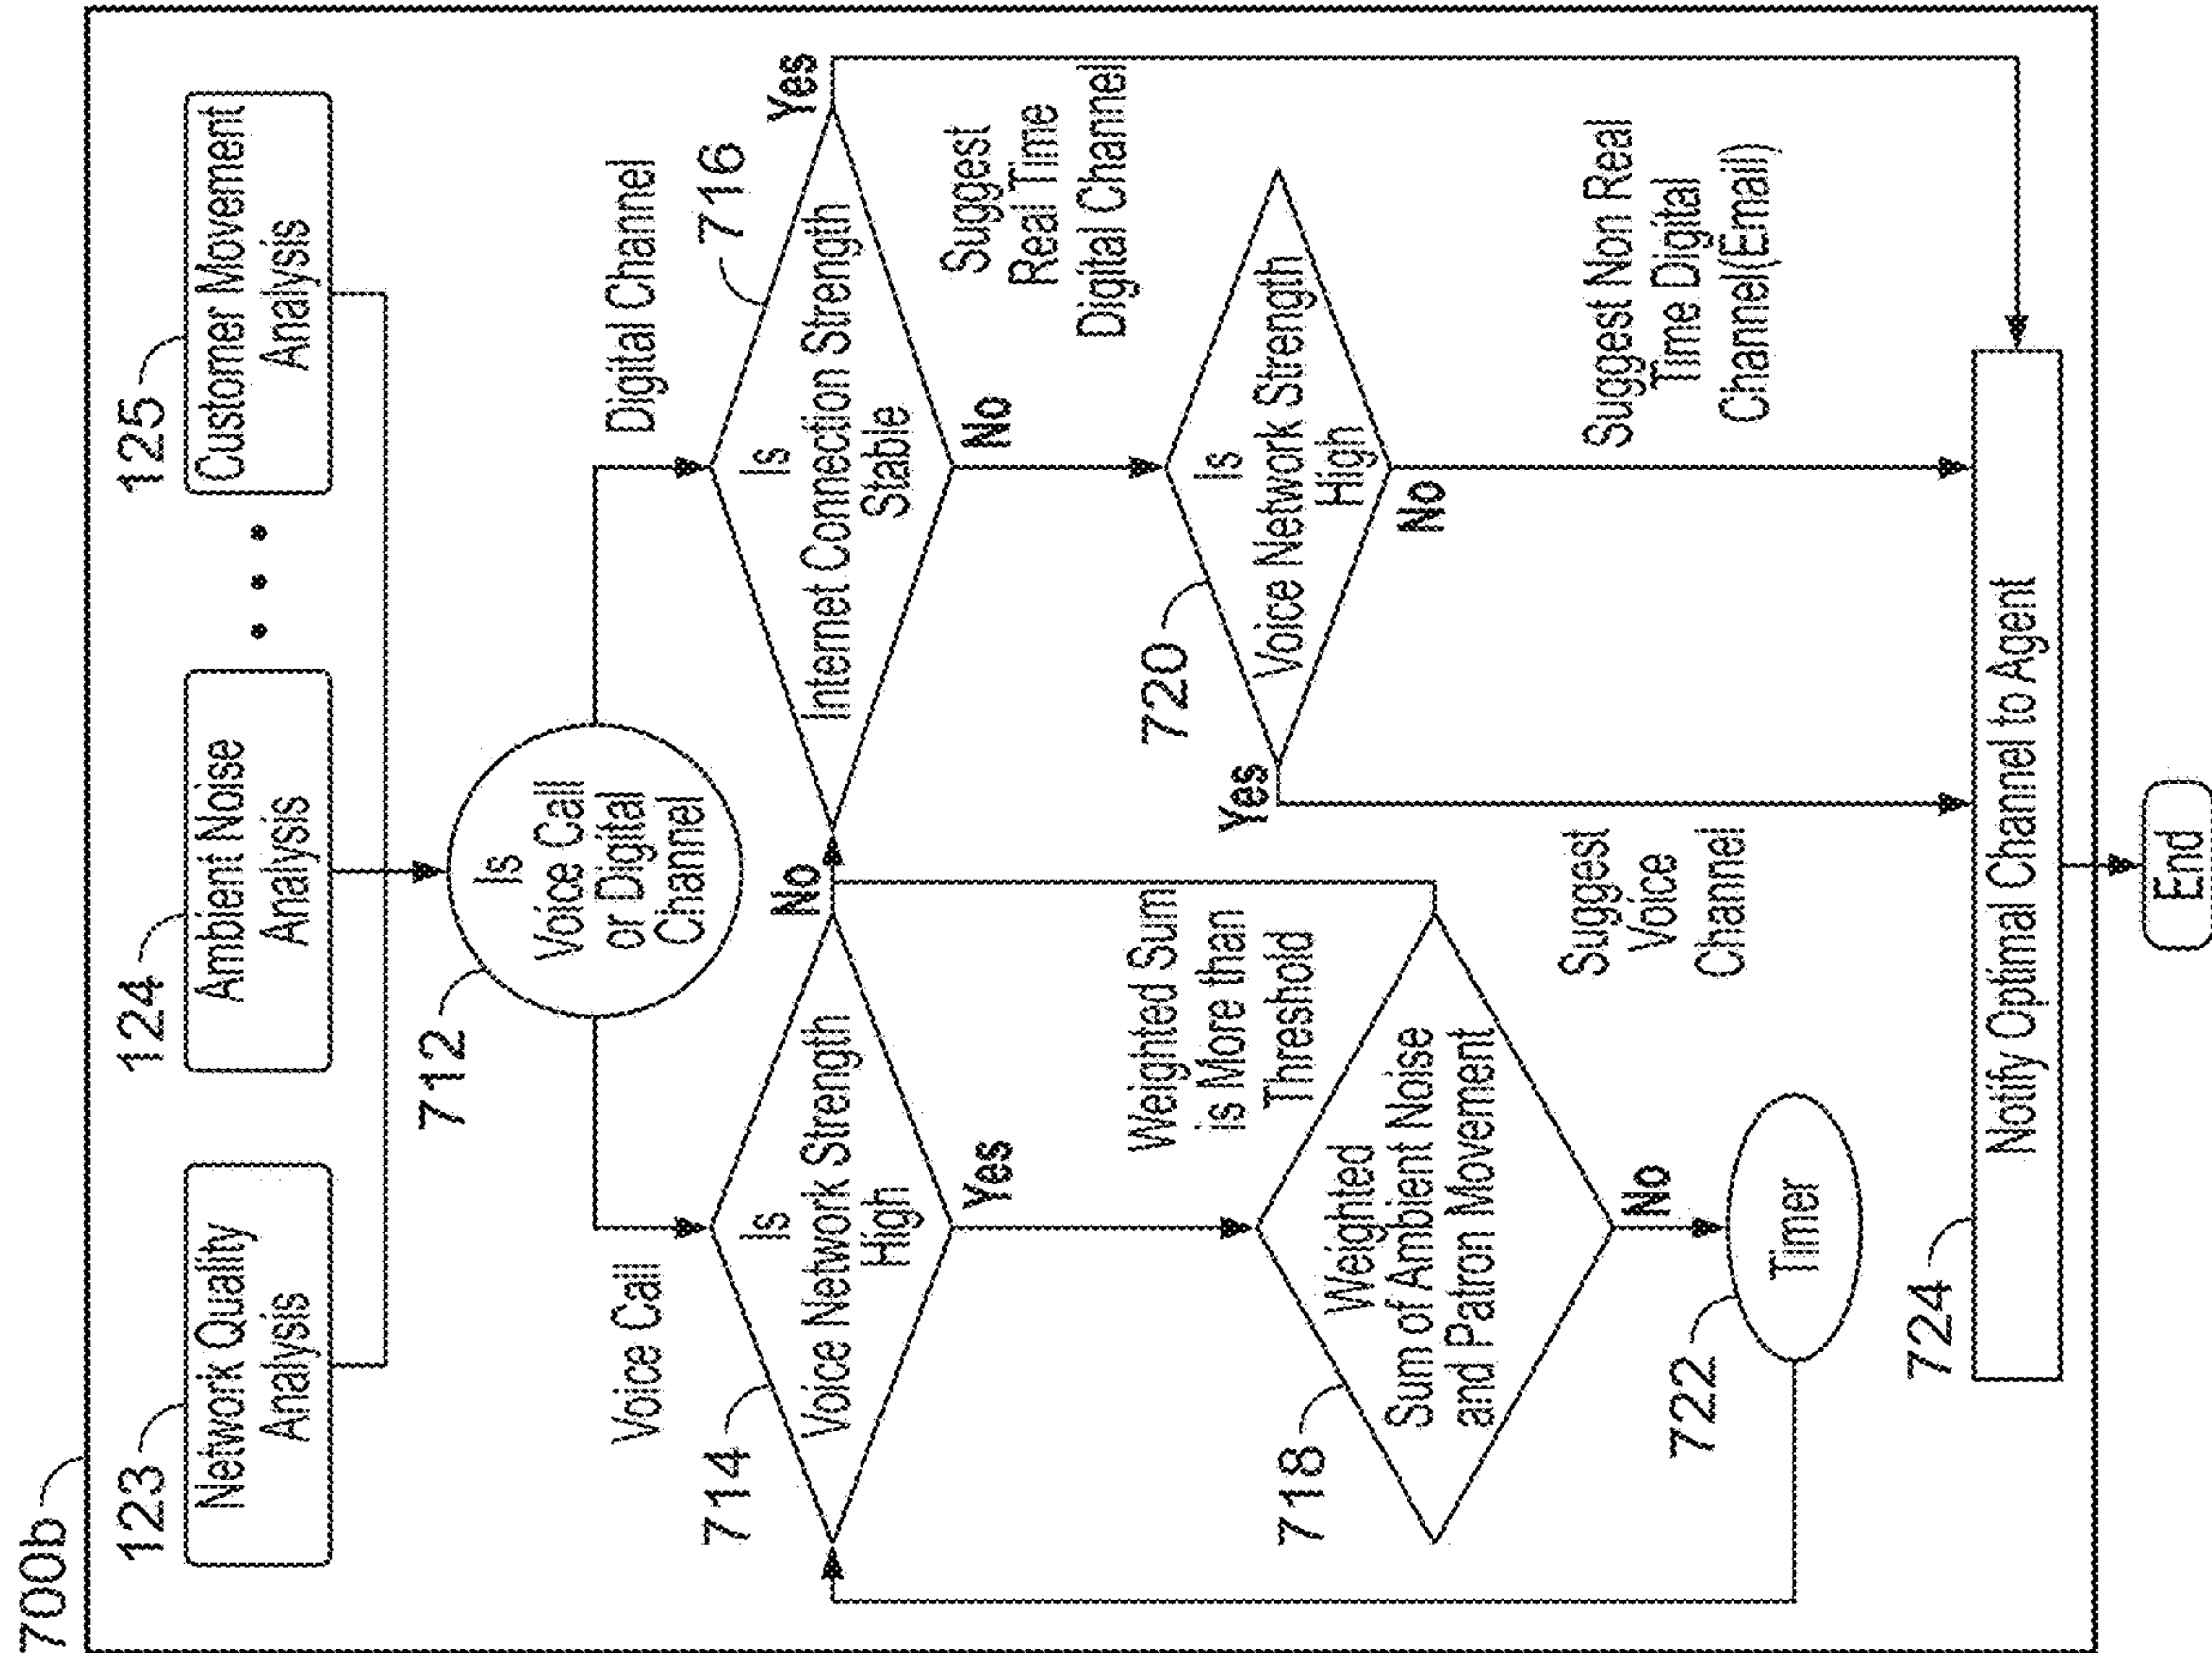 700b
123
Network Quality
Analysis
124
Ambient Noise
Analysis
125
Customer Movement
Analysis
712
Is
Voice Call
or Digital
Channel
Voice Call
Digital Channel
714
Is
Voice Network Strength
High
No
Yes
716
Is
Internet Connection Strength
Stable
Yes
No
Weighted Sum
is More than
Threshold
Suggest
Real Time
Digital Channel
718
Weighted
Sum of Ambient Noise
and Patron Movement
No
720
Is
Voice Network Strength
High
Yes
No
Suggest
Voice
Channel
Suggest Non Real
Time Digital
Channel(Email)
722
Timer
724
Notify Optimal Channel to Agent
End